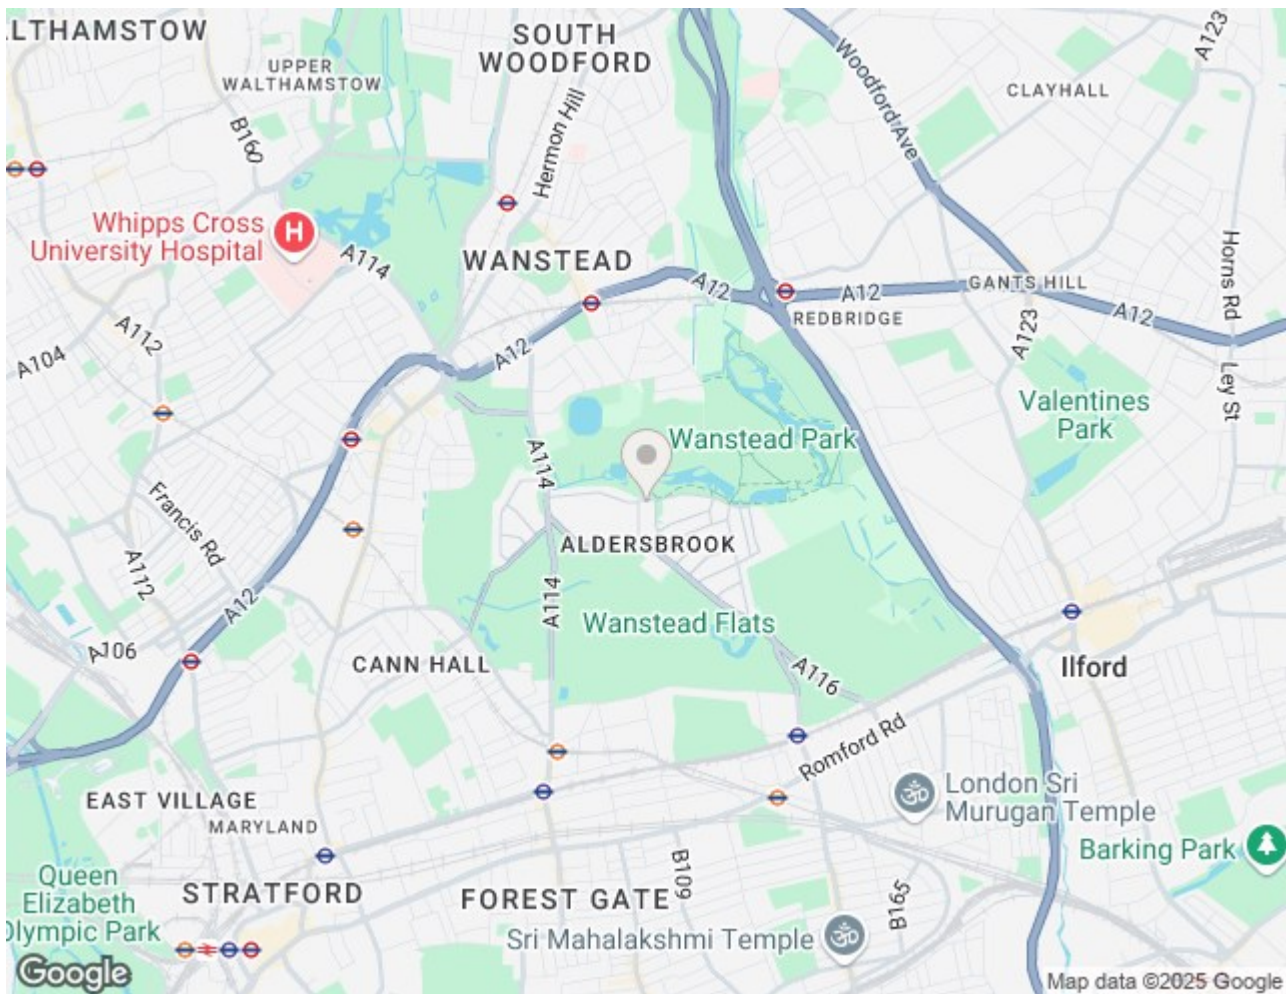 LTHAMSTOW
SOUTH
WOODFORD
A123
UPPER
WALTHAMSTOW
Woodford Ave
CLAYHALL
B160
Hermon Hill
Whipps Cross
University Hospital
H
A114
WANSTEAD
A12
A12
GANTS HILL
REDBRIDGE
A12
Horns Rd
A112
A104
A12
A123
Ley St
Valentines
Park
Wanstead Park
A114
Francis Rd
ALDERSBROOK
A112
A12
A114
Wanstead Flats
A106
CANN HALL
A116
Ilford
Romford Rd
EAST VILLAGE
MARYLAND
London Sri
Murugan Temple
Barking Park
Queen
Elizabeth
Olympic Park
STRATFORD
FOREST GATE
B109
B165
Sri Mahalakshmi Temple
Google
Map data ©2025 Google